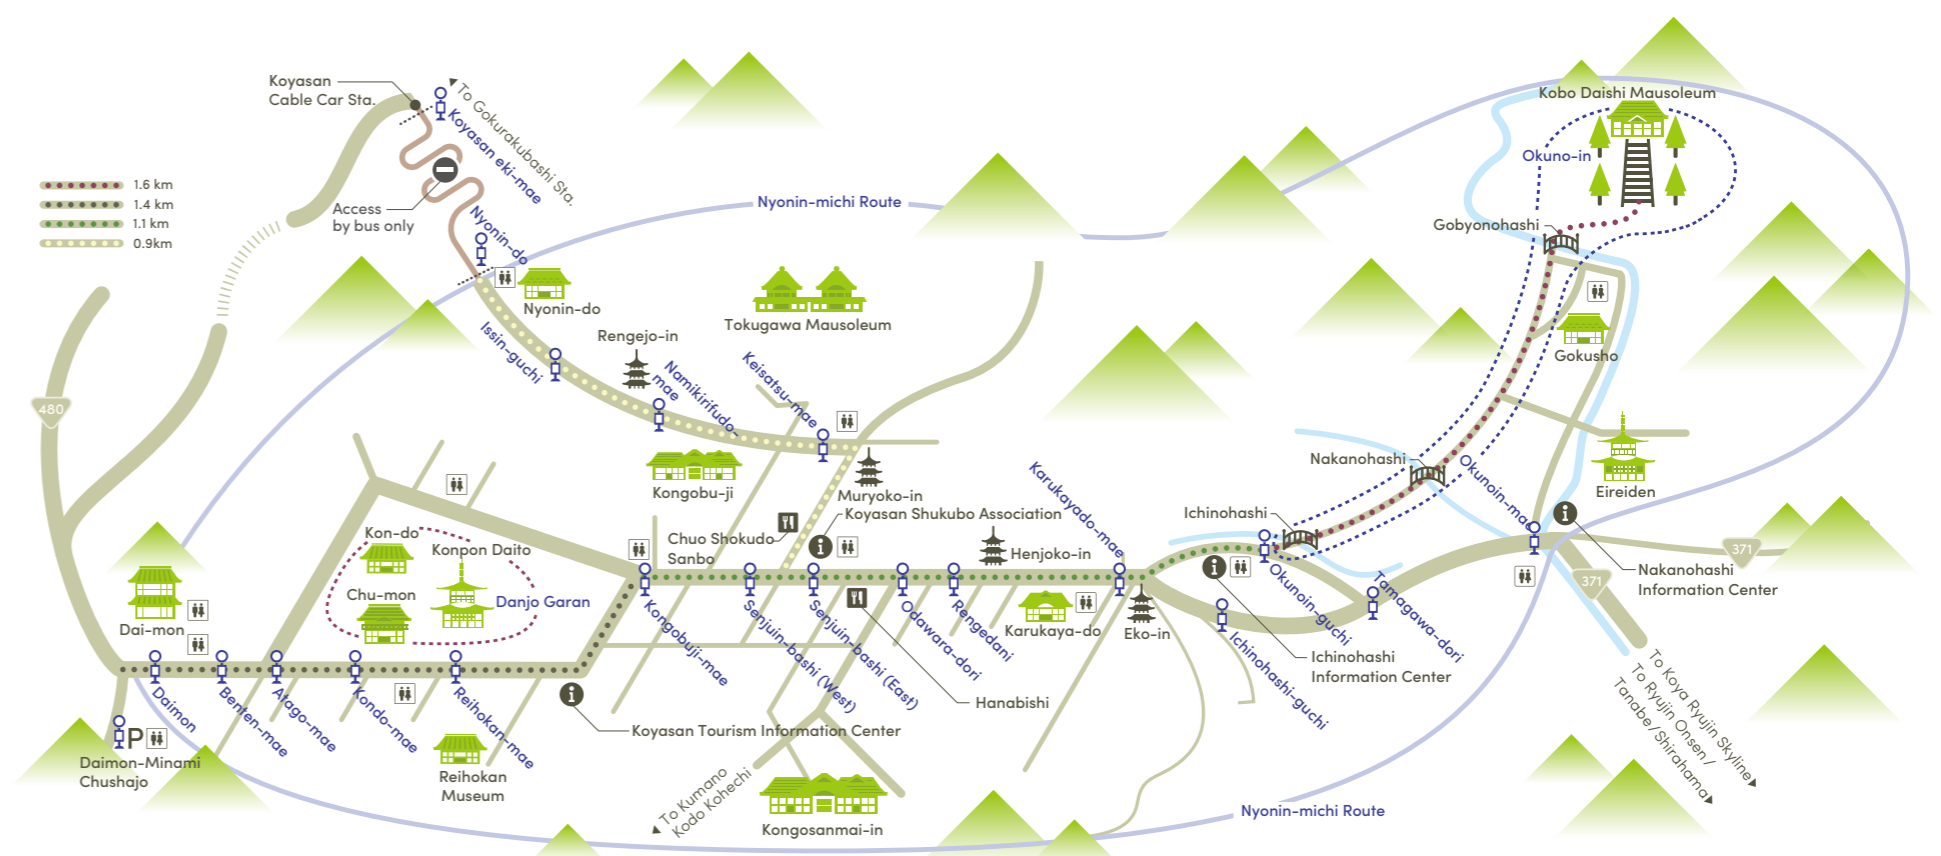 Koyasan
Cable Car Sta.
To Gokurakubashi Sta.
Koyasan eki-mae
1.6 km
1.4 km
1.1 km
0.9km
Access
by bus only
Nyonin-do
Nyonin-do
Nyonin-michi Route
Kobo Daishi Mausoleum
Okuno-in
Gobyonohashi
Tokugawa Mausoleum
Issin-guchi
Rengejo-in
Namikirifudo-
mae
Keisatsu-mae
Gokusho
480
Kongobu-ji
Muryoko-in
Koyasan Shukubo Association
Chuo Shokudo
Sanbo
Henjoko-in
Karukayado-mae
Ichinohashi
Nakanohashi
Okunoin-mae
Eireiden
Kon-do
Konpon Daito
Chu-mon
Danjo Garan
Dai-mon
371
371
Nakanohashi
Information Center
Karukaya-do
Eko-in
Okunoin-guchi
Tamagawa-dori
Ichinohashi-guchi
Ichinohashi
Information Center
Daimon
Benten-mae
Atago-mae
Kondo-mae
Reihokan-mae
Kongobuji-mae
Senjuin-bashi (West)
Senjuin-bashi (East)
Odawara-dori
Rengedani
Hanabishi
Koyasan Tourism Information Center
P
Daimon-Minami
Chushajo
Reihokan
Museum
To Kumano
Kodo Kohechi
Kongosanmai-in
Nyonin-michi Route
To Koya Ryujin Skyline
To Ryujin Onsen /
Tanabe/Shirahama